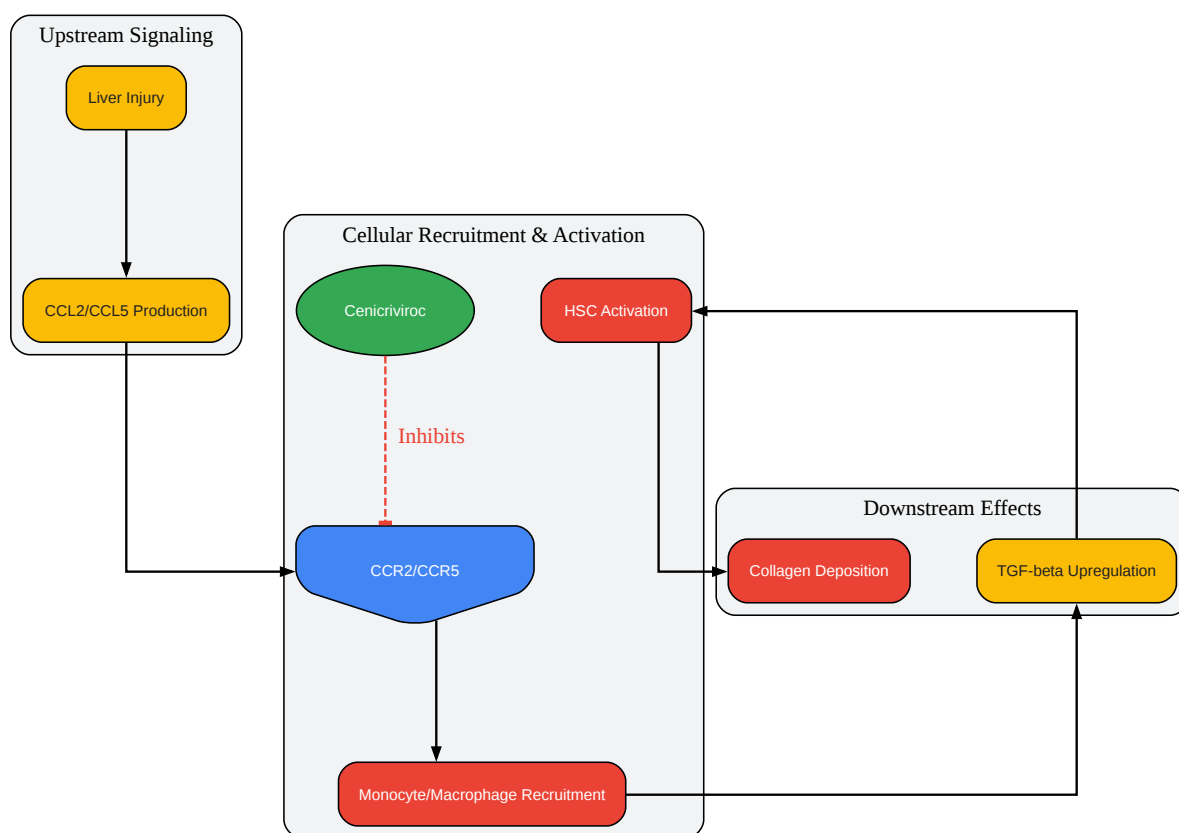 Upstream Signaling
Liver Injury
CCL2/CCL5 Production
Cellular Recruitment & Activation
Cenicriviroc
HSC Activation
Inhibits
CCR2/CCR5
Monocyte/Macrophage Recruitment
Downstream Effects
Collagen Deposition
TGF-beta Upregulation